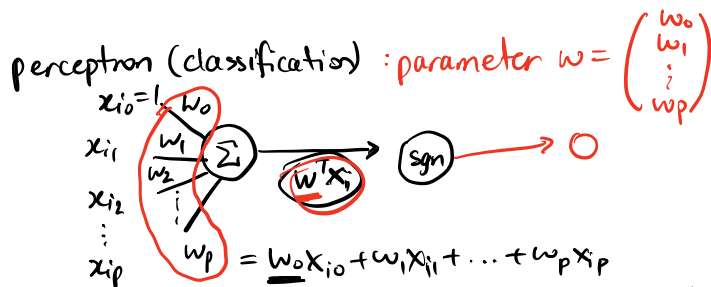 perceptron (classification) : parameter w = (w₀ w₁ ⋮ wₚ)
xᵢ₀=1 w₀
xᵢ₁ w₁ Σ wᵀxᵢ sgn
w₂
xᵢ₂ ⋮
⋮
xᵢₚ wₚ = w₀xᵢ₀+w₁xᵢ₁+...+wₚxᵢₚ